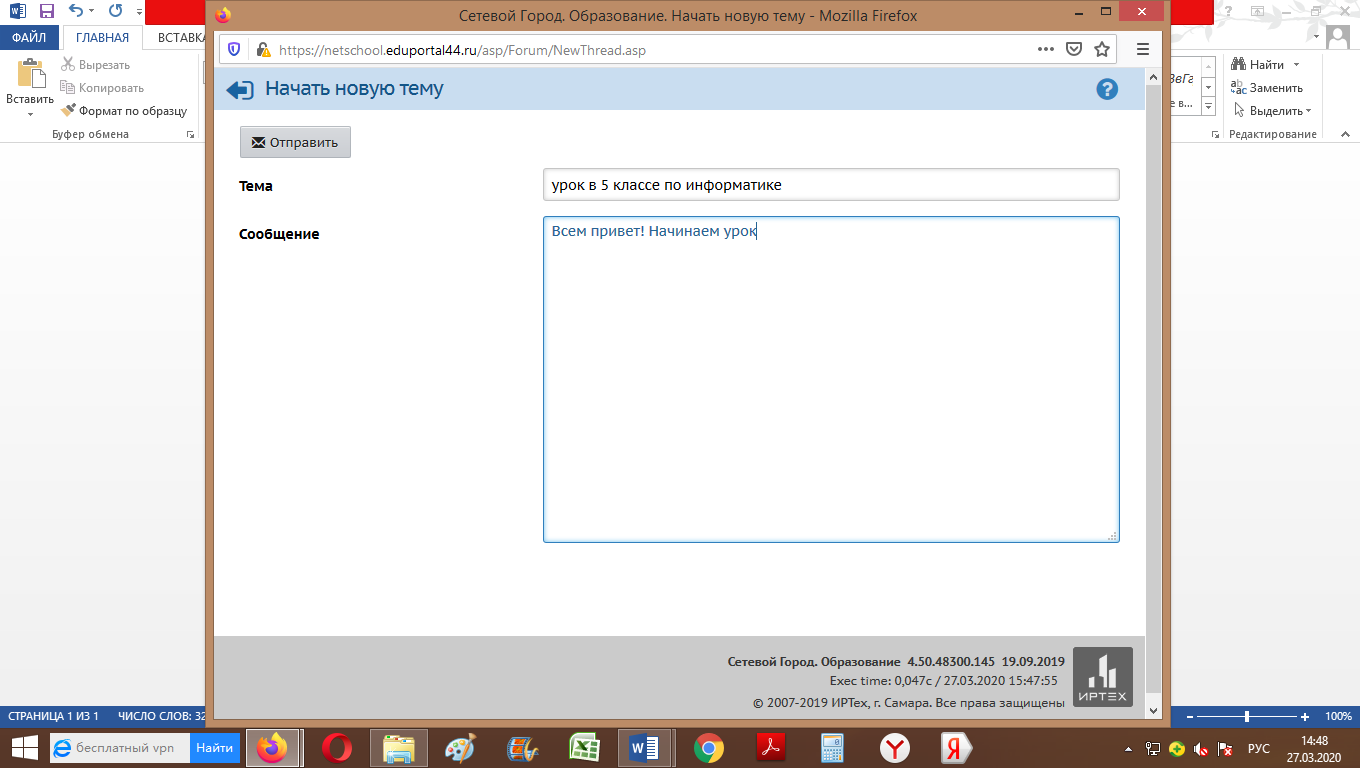 Сетевой Город. Образование. Начать новую тему - Mozilla Firefox
ФАЙЛ
ГЛАВНАЯ
ВСТАВКА
https://netschool.eduportal44.ru/asp/Forum/NewThread.asp
Вставить
Вырезать
Копировать
Формат по образцу
Буфер обмена
Найти
Заменить
Выделить
Редактирование
Начать новую тему
?
Отправить
Тема
урок в 5 классе по информатике
Сообщение
Всем привет! Начинаем урок
Сетевой Город. Образование 4.50.48300.145 19.09.2019
Exec time: 0,047с / 27.03.2020 15:47:55
© 2007-2019 ИРТех, г. Самара. Все права защищены
ИРТЕХ
СТРАНИЦА 1 ИЗ 1
ЧИСЛО СЛОВ: 32
100%
бесплатный vpn
Найти
РУС
14:48
27.03.2020